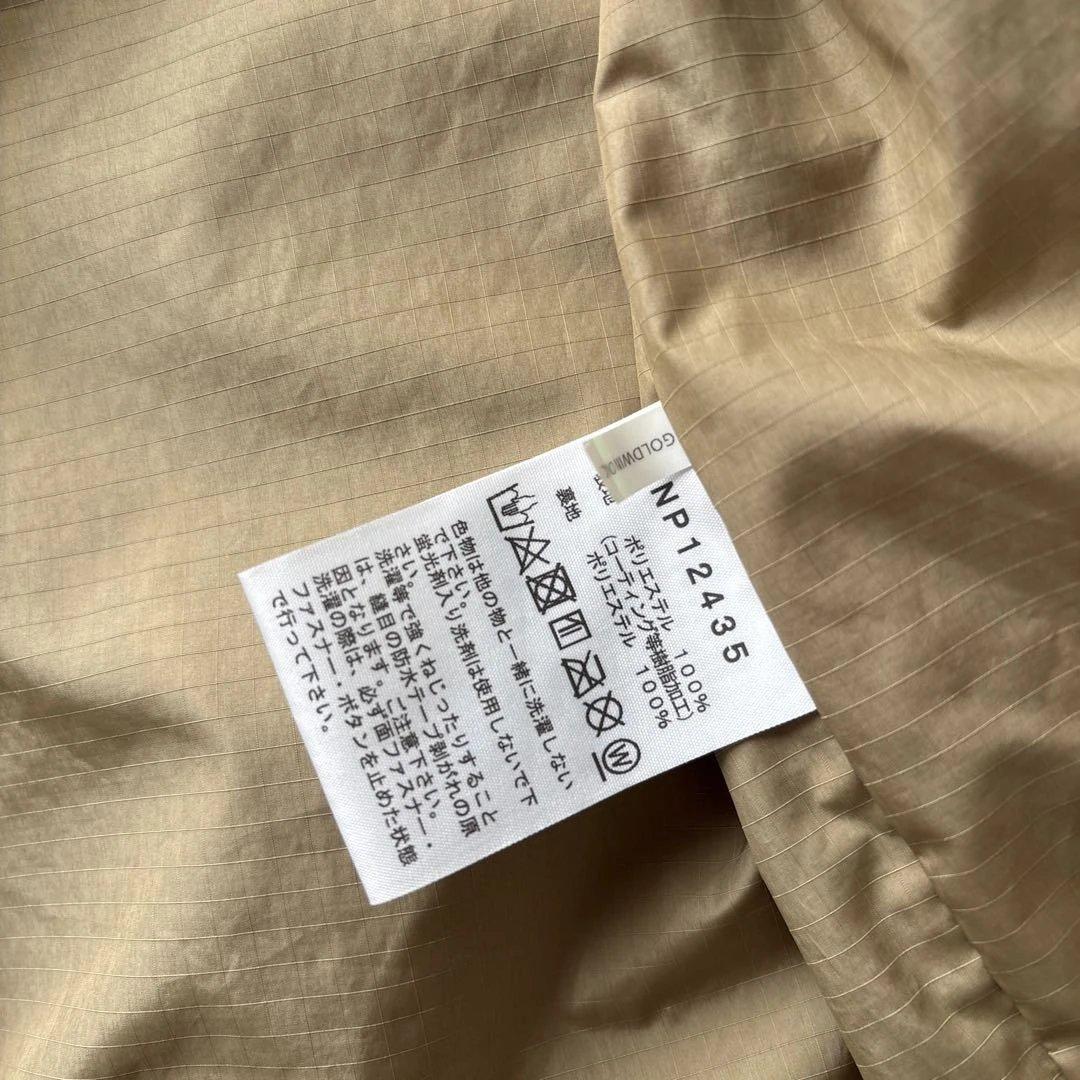 GOLDWIN
NP12435
表地
ポリエステル 100%
(コーティング等樹脂加工)
裏地
ポリエステル 100%
W
色物は他の物と一緒に洗濯しない
で下さい。
蛍光剤入り洗剤は使用しないで下
さい。
洗濯等で強くねじったりすること
は、縫目の防水テープ剥がれの原
因となります。ご注意下さい。
洗濯の際は、必ず面ファスナー・
ファスナー・ボタンを止めた状態
で行って下さい。